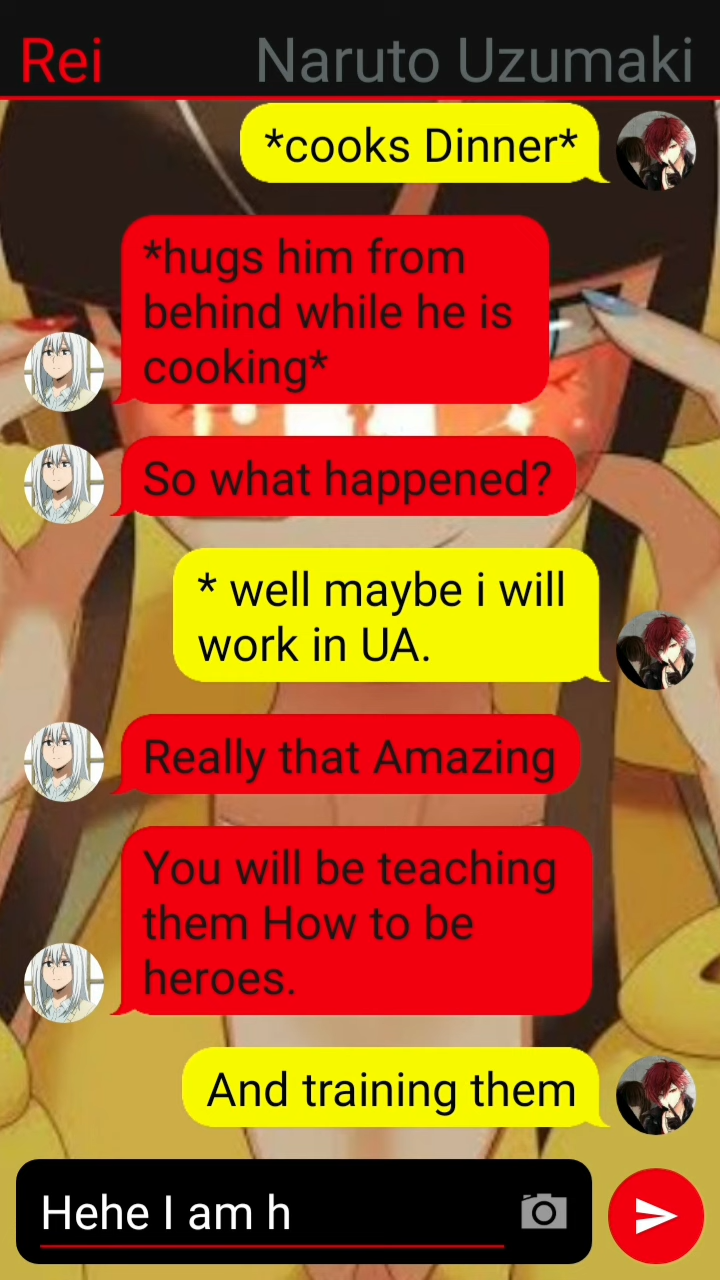 Rei Naruto Uzumaki
*cooks Dinner*
*hugs him from
behind while he is
cooking*
So what happened?
* well maybe i will
work in UA.
Really that Amazing
You will be teaching
them How to be
heroes.
And training them
Hehe I am h